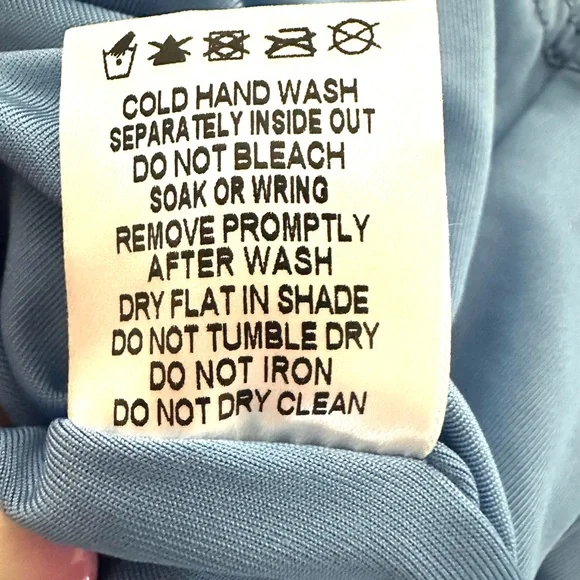 COLD HAND WASH
SEPARATELY INSIDE OUT
DO NOT BLEACH
SOAK OR WRING
REMOVE PROMPTLY
AFTER WASH
DRY FLAT IN SHADE
DO NOT TUMBLE DRY
DO NOT IRON
DO NOT DRY CLEAN